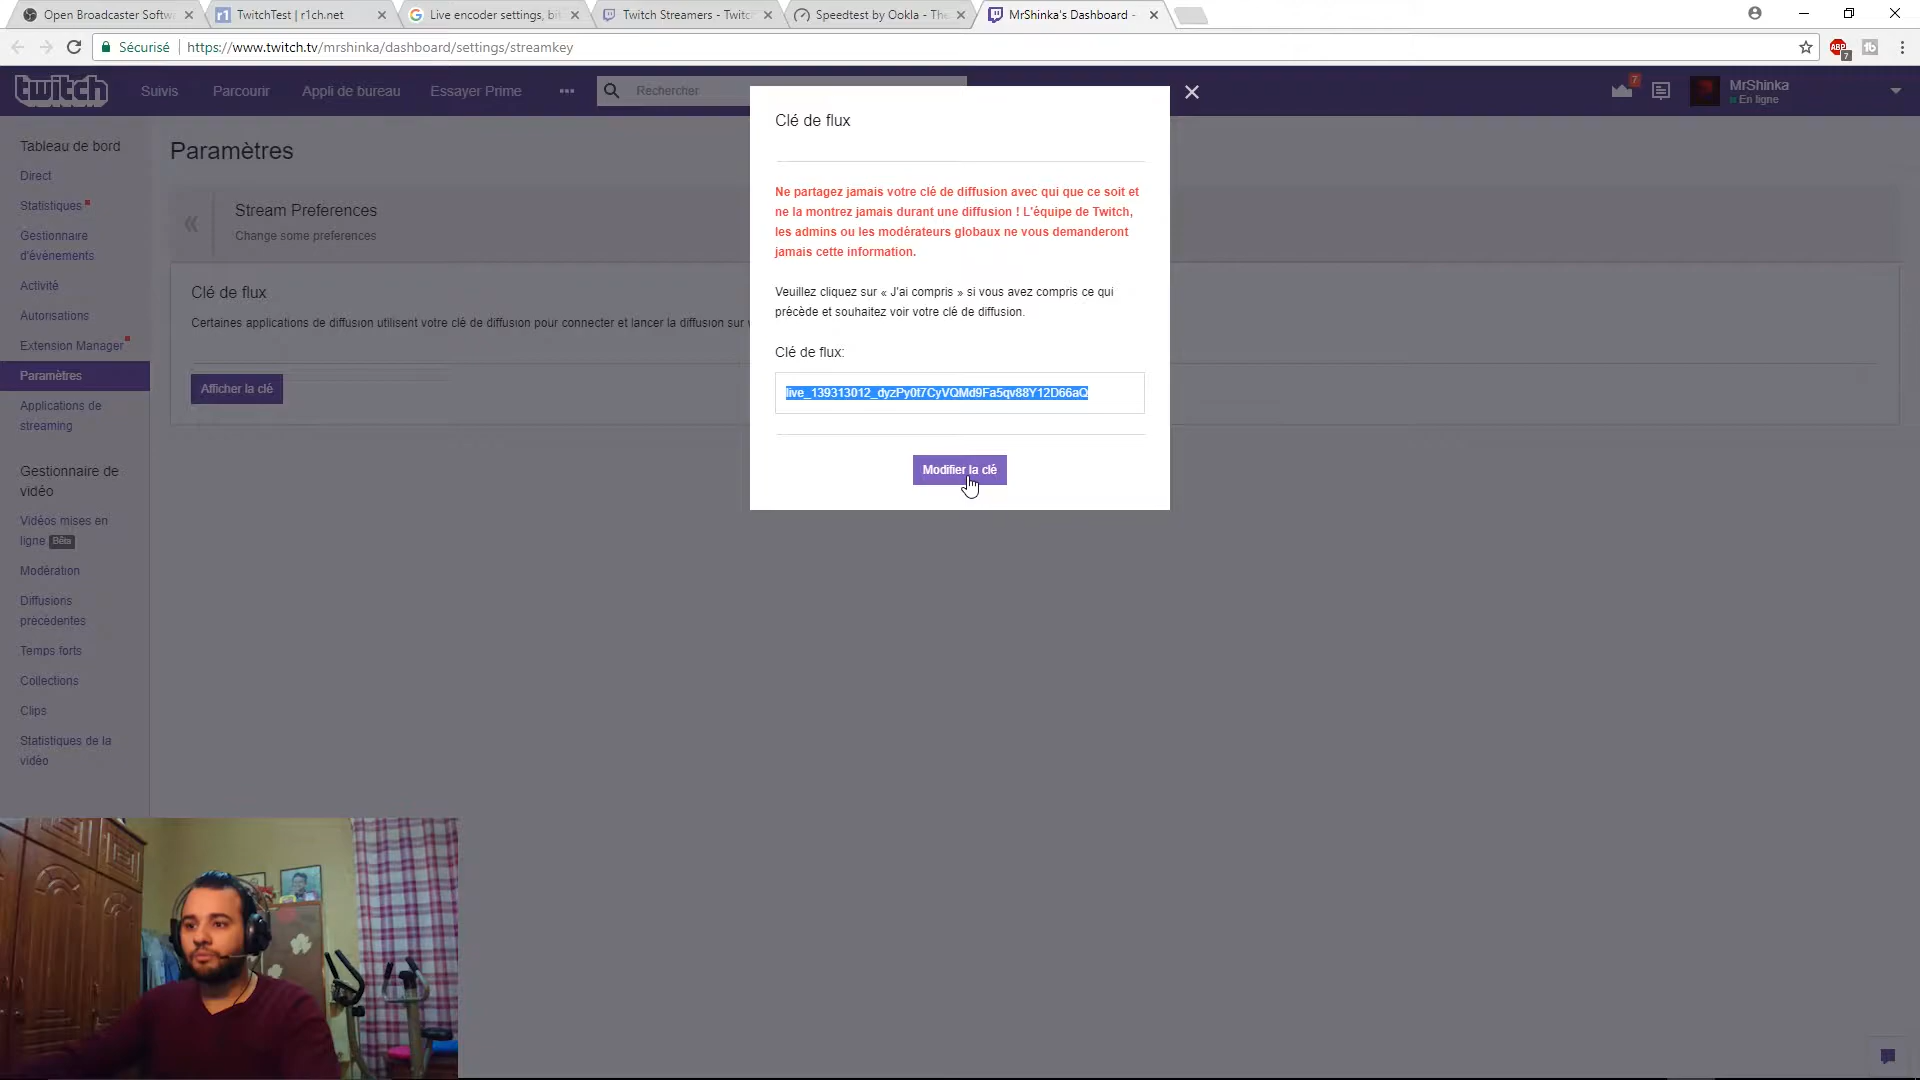 Open Broadcaster Softw
TwitchTest | r1ch.net
Live encoder settings, bi
Twitch Streamers - Twitc
Speedtest by Ookla - The
MrShinka's Dashboard -
Sécurisé
https://www.twitch.tv/mrshinka/dashboard/settings/streamkey
ABP
7
tb
twitch
Suivis
Parcourir
Appli de bureau
Essayer Prime
Rechercher
7
MrShinka
En ligne
Tableau de bord
Direct
Statistiques
Gestionnaire
d'évènements
Activité
Autorisations
Extension Manager
Paramètres
Applications de
streaming
Gestionnaire de
vidéo
Vidéos mises en
ligne Bêta
Modération
Diffusions
précédentes
Temps forts
Collections
Clips
Statistiques de la
vidéo
Paramètres
Stream Preferences
Change some preferences
Clé de flux
Certaines applications de diffusion utilisent votre clé de diffusion pour connecter et lancer la diffusion sur
Afficher la clé
Clé de flux
Ne partagez jamais votre clé de diffusion avec qui que ce soit et
ne la montrez jamais durant une diffusion ! L'équipe de Twitch,
les admins ou les modérateurs globaux ne vous demanderont
jamais cette information.
Veuillez cliquez sur « J'ai compris » si vous avez compris ce qui
précède et souhaitez voir votre clé de diffusion.
Clé de flux:
live_139313012_dyzPy0t7CyVQMd9Fa5qv88Y12D66aQ
Modifier la clé